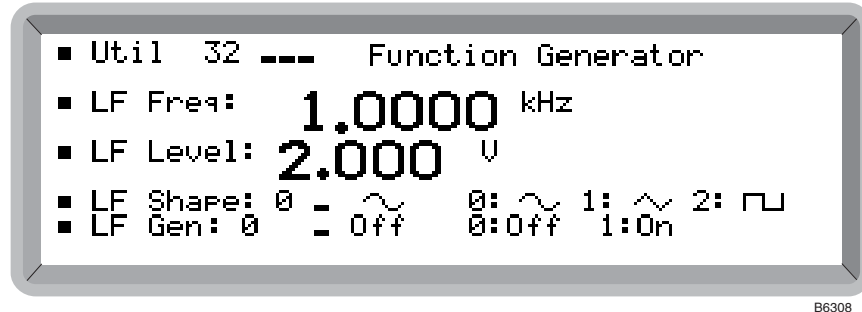 ▪ Util 32 ___ Function Generator
▪ LF Freq: 1.0000 kHz
▪ LF Level: 2.000 V
▪ LF Shape: 0 _ 0: 1: 2:
▪ LF Gen: 0 _ Off 0:Off 1:On
B6308